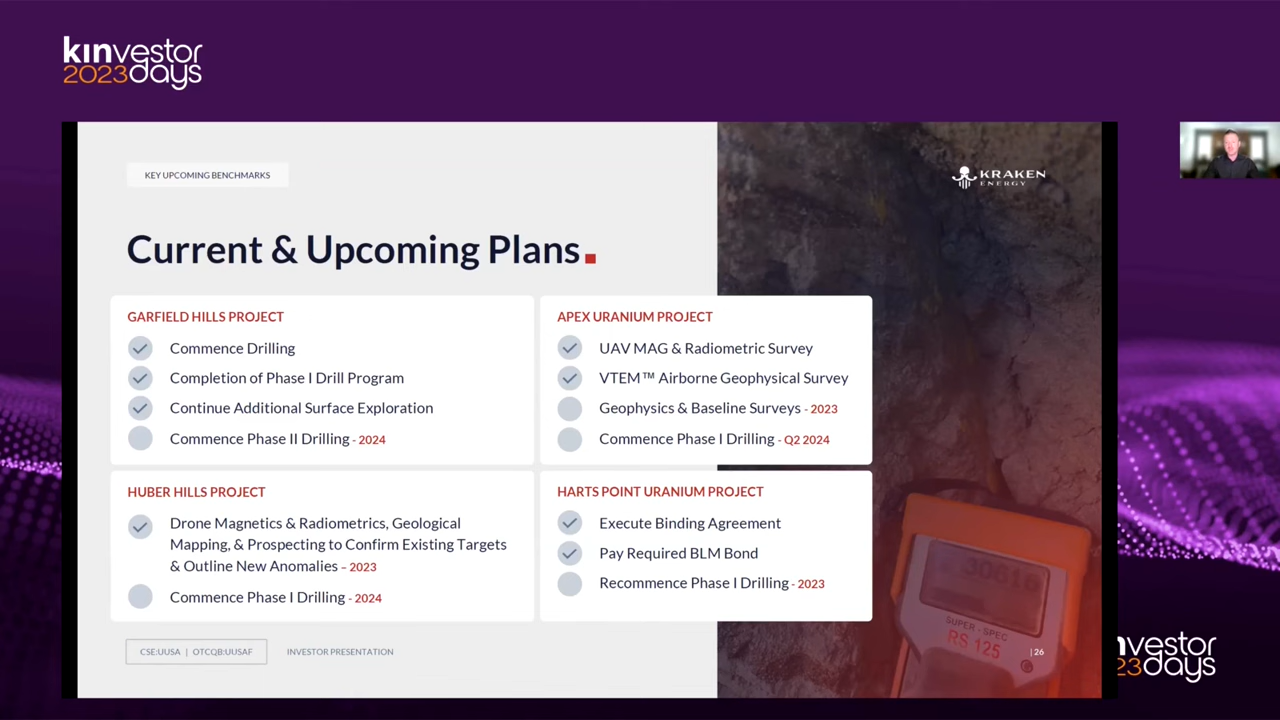 kinvestor
2023days
KEY UPCOMING BENCHMARKS
KRAKEN
ENERGY
Current & Upcoming Plans
GARFIELD HILLS PROJECT
Commence Drilling
Completion of Phase I Drill Program
Continue Additional Surface Exploration
Commence Phase II Drilling - 2024
APEX URANIUM PROJECT
UAV MAG & Radiometric Survey
VTEM™ Airborne Geophysical Survey
Geophysics & Baseline Surveys - 2023
Commence Phase I Drilling - Q2 2024
HUBER HILLS PROJECT
Drone Magnetics & Radiometrics, Geological
Mapping, & Prospecting to Confirm Existing Targets
& Outline New Anomalies – 2023
Commence Phase I Drilling - 2024
HARTS POINT URANIUM PROJECT
Execute Binding Agreement
Pay Required BLM Bond
Recommence Phase I Drilling - 2023
SUPER - SPEC
RS 125
CSE:UUSA | OTCQB:UUSAF
INVESTOR PRESENTATION
| 26
nvestor
23days